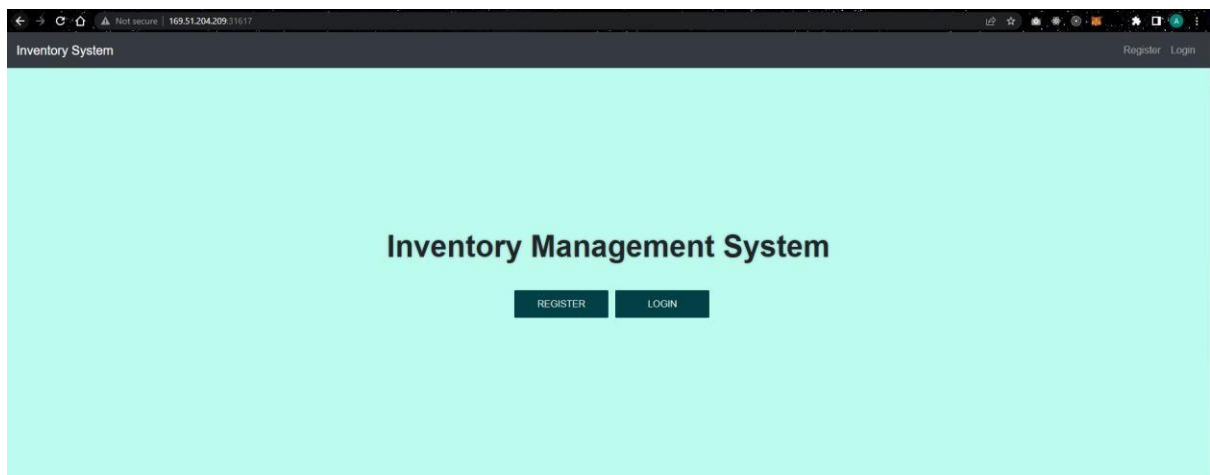 Not secure | 169.51.204.209:31617
Inventory System
Register Login
Inventory Management System
REGISTER LOGIN